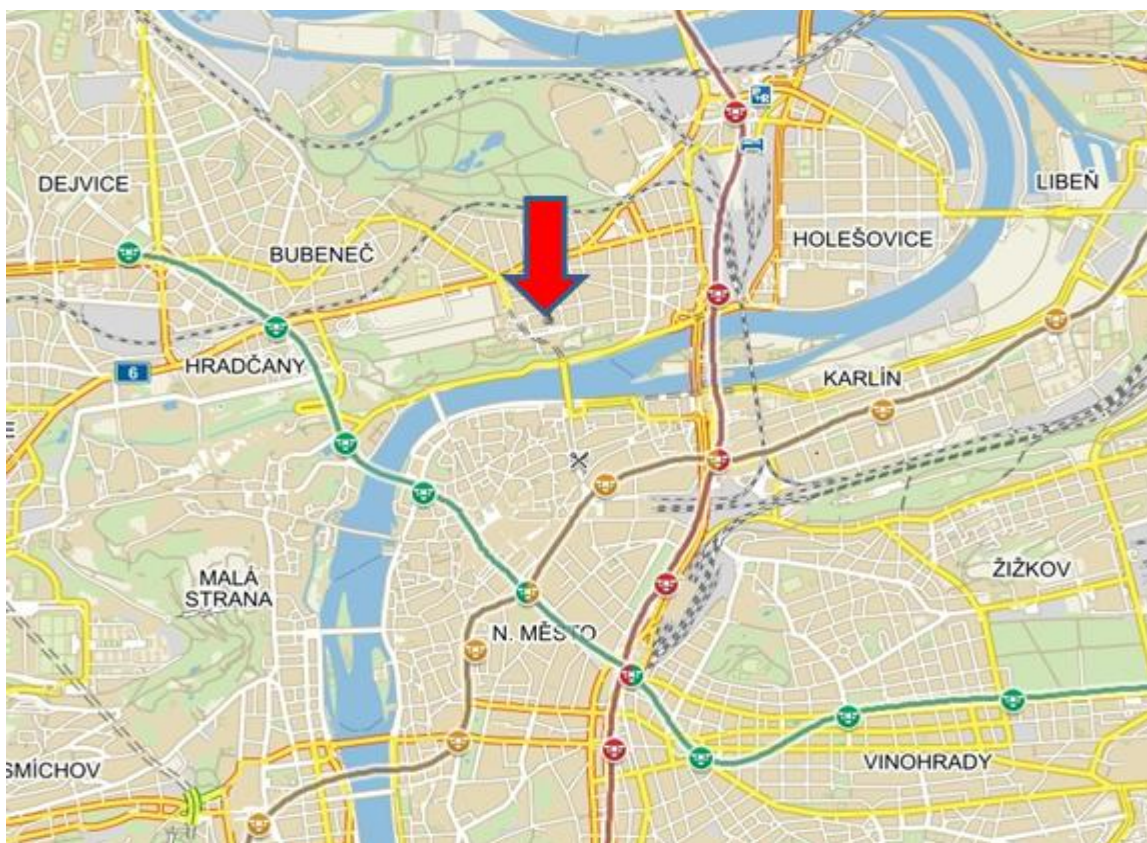 DEJVICE
LIBEŇ
BUBENEČ
HOLEŠOVICE
HRADČANY
6
KARLÍN
E
MALÁ
STRANA
ŽIŽKOV
N. MĚSTO
SMÍCHOV
VINOHRADY
P+R